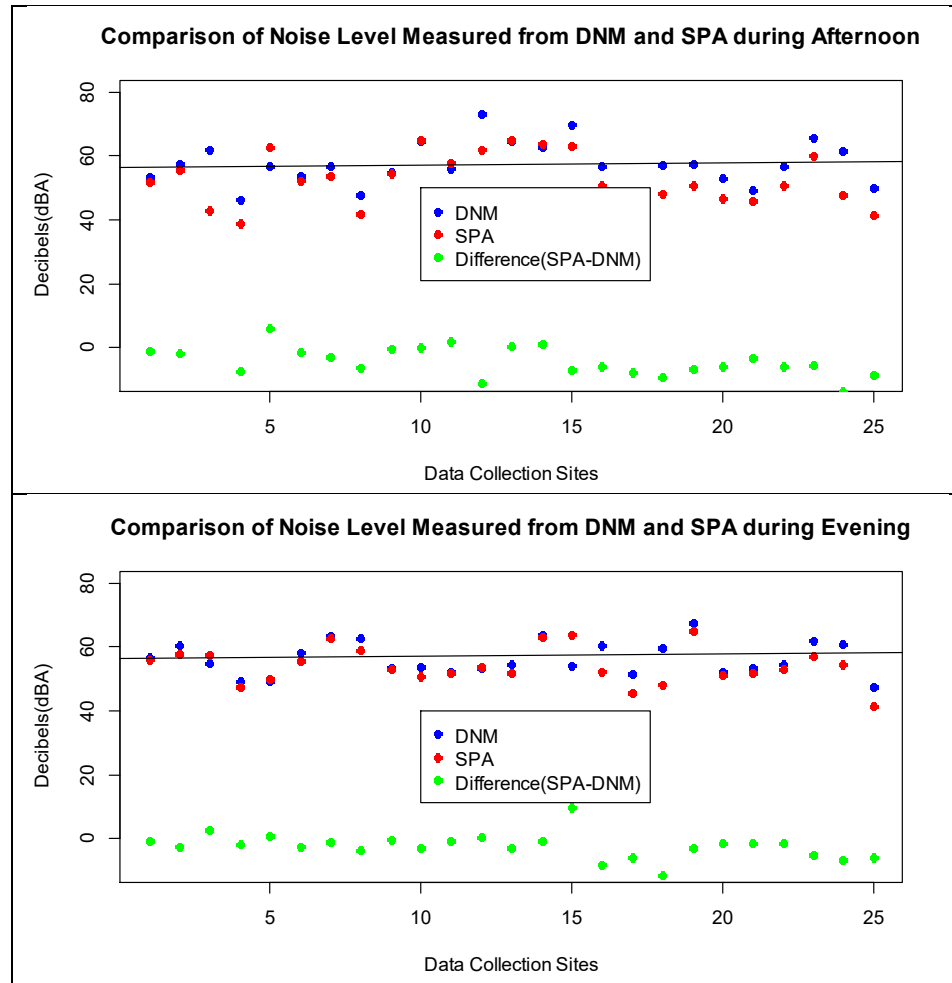 Comparison of Noise Level Measured from DNM and SPA during Afternoon
Decibels(dBA)
80
60
40
20
0
DNM
SPA
Difference(SPA-DNM)
5 10 15 20 25
Data Collection Sites
Comparison of Noise Level Measured from DNM and SPA during Evening
Decibels(dBA)
80
60
40
20
0
DNM
SPA
Difference(SPA-DNM)
5 10 15 20 25
Data Collection Sites